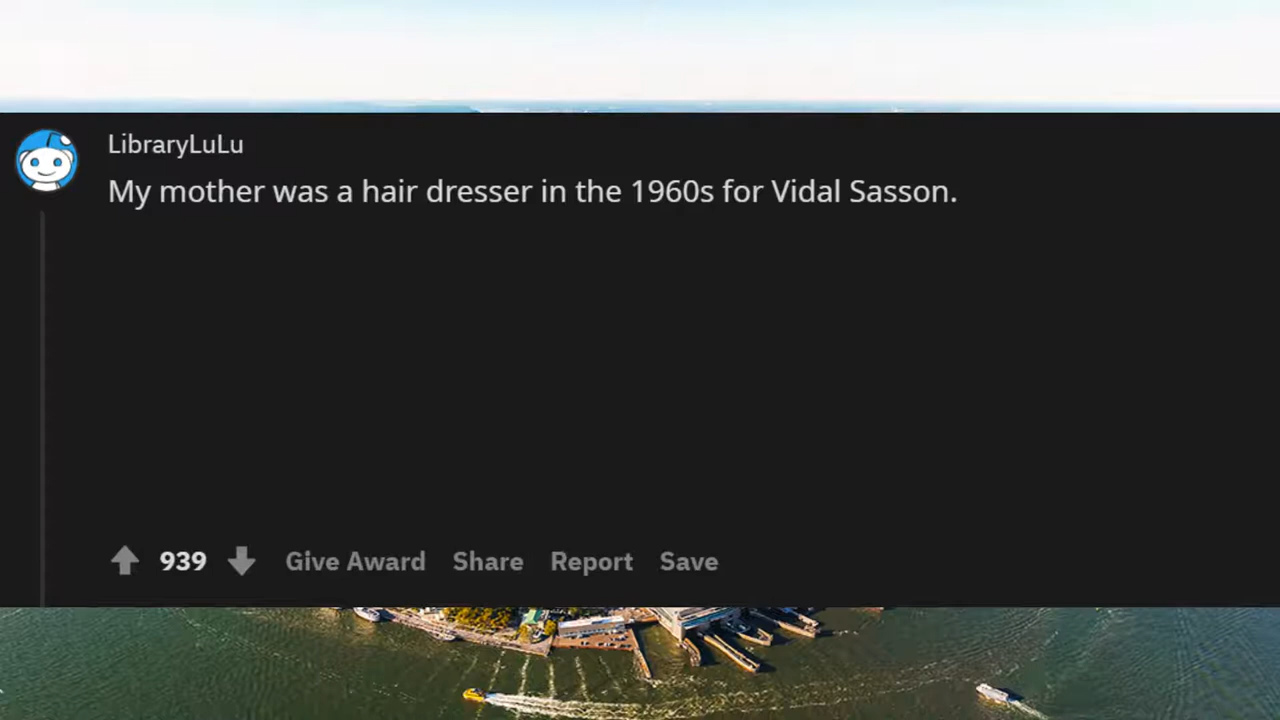 LibraryLuLu
My mother was a hair dresser in the 1960s for Vidal Sasson.
939 Give Award Share Report Save